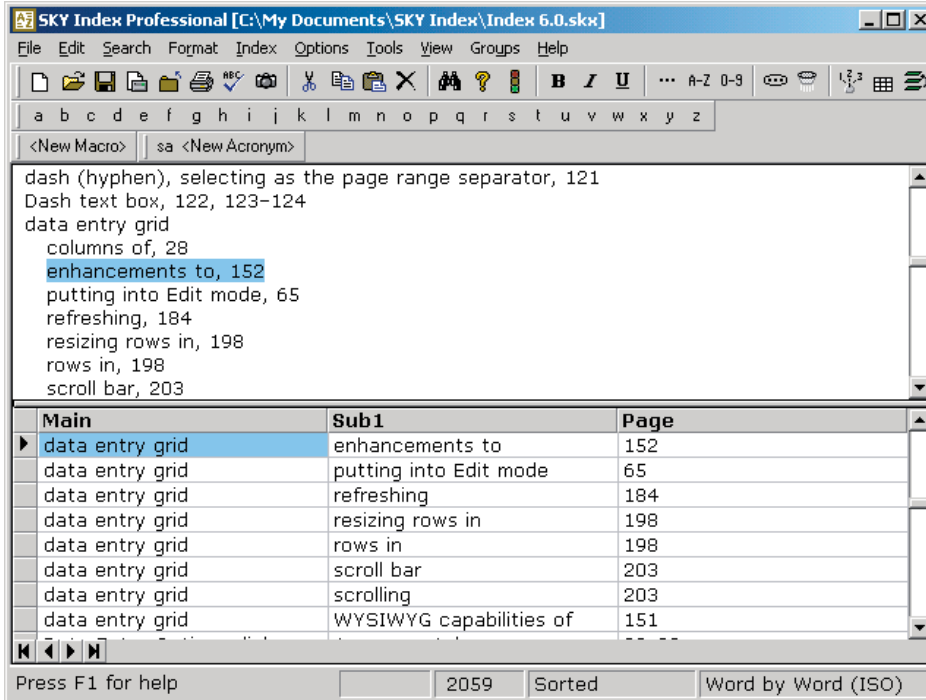 SKY Index Professional [C:\My Documents\SKY Index\Index 6.0.skx]
File Edit Search Format Index Options Tools View Groups Help
ABC B I U ... A-Z 0-9
a b c d e f g h i j k l m n o p q r s t u v w x y z
<New Macro> sa <New Acronym>
dash (hyphen), selecting as the page range separator, 121
Dash text box, 122, 123–124
data entry grid
columns of, 28
enhancements to, 152
putting into Edit mode, 65
refreshing, 184
resizing rows in, 198
rows in, 198
scroll bar, 203
Main Sub1 Page
data entry grid enhancements to 152
data entry grid putting into Edit mode 65
data entry grid refreshing 184
data entry grid resizing rows in 198
data entry grid rows in 198
data entry grid scroll bar 203
data entry grid scrolling 203
data entry grid WYSIWYG capabilities of 151
Press F1 for help 2059 Sorted Word by Word (ISO)